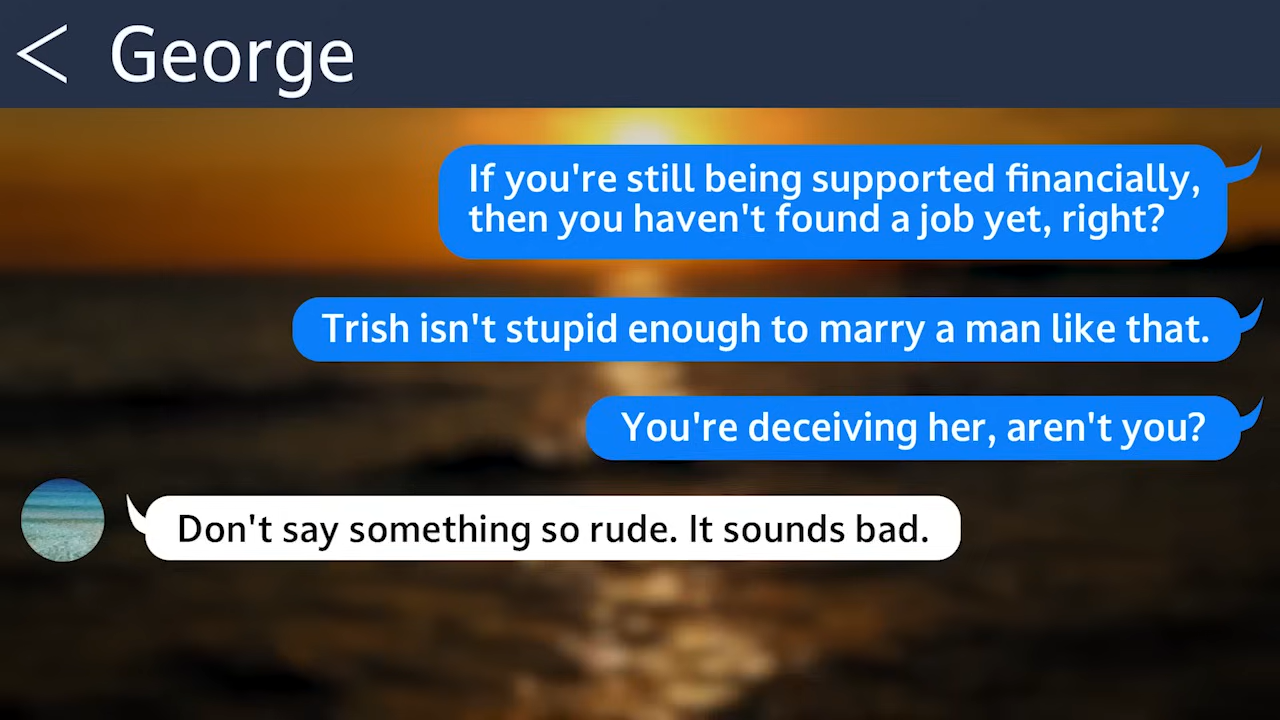 George
If you're still being supported financially,
then you haven't found a job yet, right?
Trish isn't stupid enough to marry a man like that.
You're deceiving her, aren't you?
Don't say something so rude. It sounds bad.